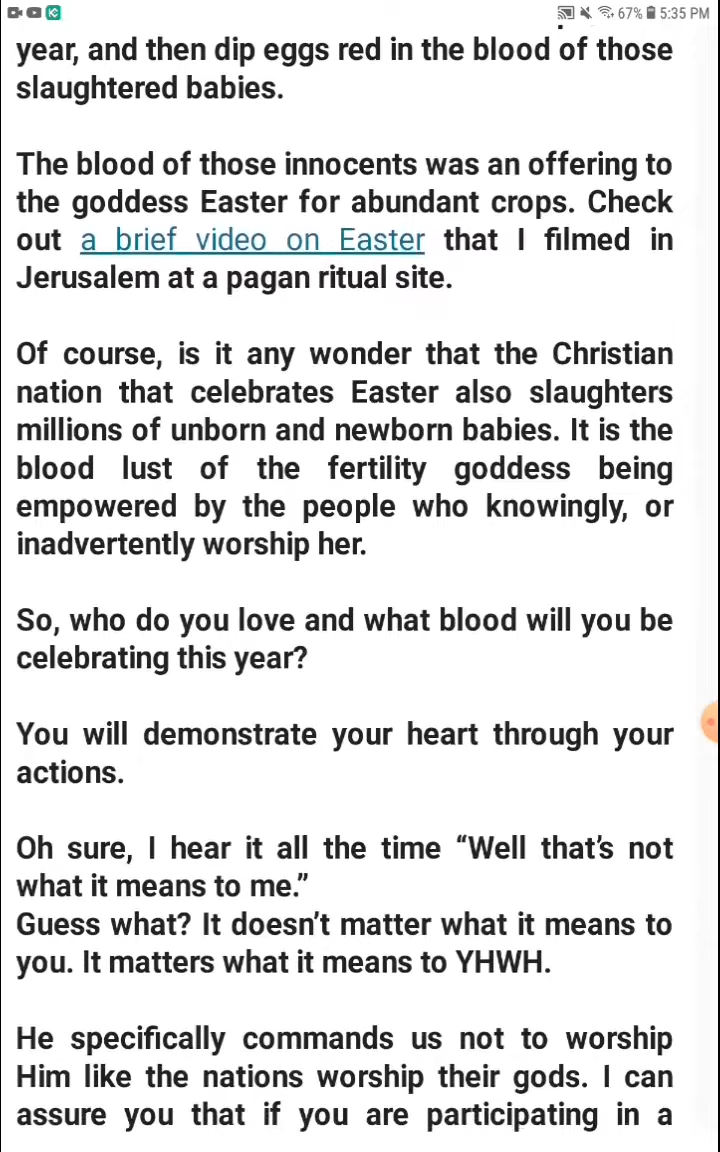 67% 5:35 PM
year, and then dip eggs red in the blood of those
slaughtered babies.
The blood of those innocents was an offering to
the goddess Easter for abundant crops. Check
out a brief video on Easter that I filmed in
Jerusalem at a pagan ritual site.
Of course, is it any wonder that the Christian
nation that celebrates Easter also slaughters
millions of unborn and newborn babies. It is the
blood lust of the fertility goddess being
empowered by the people who knowingly, or
inadvertently worship her.
So, who do you love and what blood will you be
celebrating this year?
You will demonstrate your heart through your
actions.
Oh sure, I hear it all the time “Well that’s not
what it means to me.”
Guess what? It doesn’t matter what it means to
you. It matters what it means to YHWH.
He specifically commands us not to worship
Him like the nations worship their gods. I can
assure you that if you are participating in a